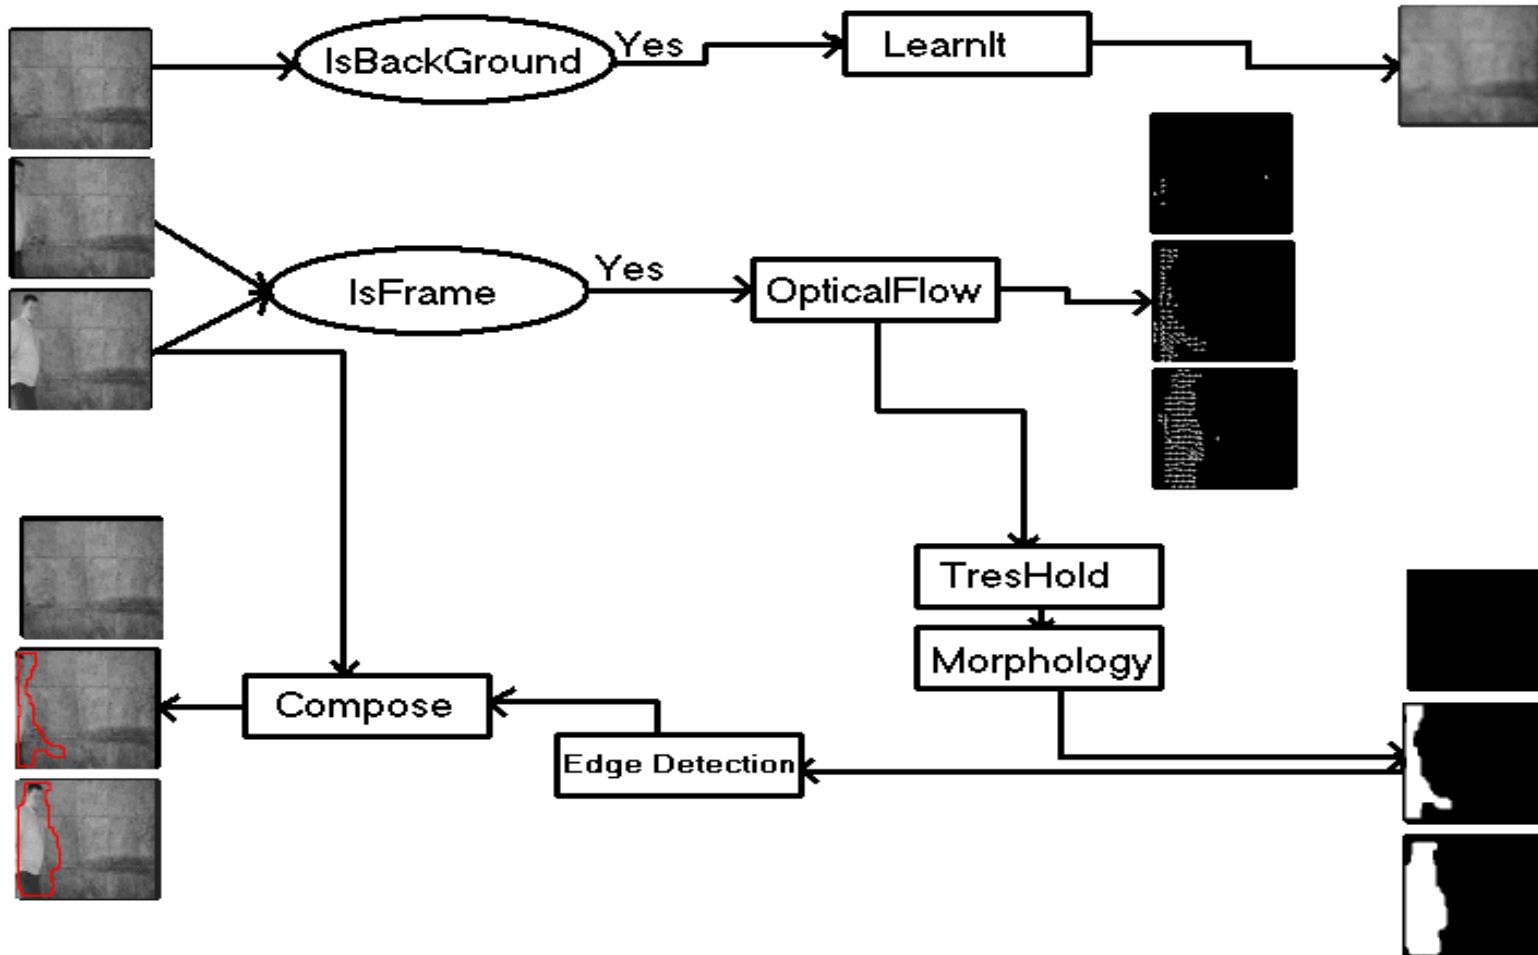 IsBackGround
Yes
LearnIt
IsFrame
Yes
OpticalFlow
TresHold
Morphology
Compose
Edge Detection